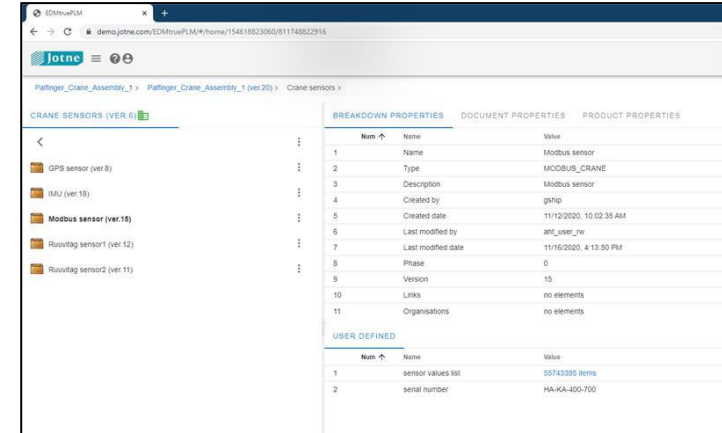 EDMtruePLM
demo.jotne.com/EDMtruePLM/#/home/154618823060/811748822916
Jotne
Palfinger_Crane_Assembly_1 > Palfinger_Crane_Assembly_1 (ver.20) > Crane sensors >
CRANE SENSORS (VER.6)
GPS sensor (ver.8)
IMU (ver.18)
Modbus sensor (ver.15)
Ruuvitag sensor1 (ver.12)
Ruuvitag sensor2 (ver.11)
BREAKDOWN PROPERTIES DOCUMENT PROPERTIES PRODUCT PROPERTIES
Num Name Value
1 Name Modbus sensor
2 Type MODBUS_CRANE
3 Description Modbus sensor
4 Created by gship
5 Created date 11/12/2020, 10:02:35 AM
6 Last modified by aht_user_rw
7 Last modified date 11/16/2020, 4:13:50 PM
8 Phase 0
9 Version 15
10 Links no elements
11 Organisations no elements
USER DEFINED
Num Name Value
1 sensor values list 55743395 items
2 serial number HA-KA-400-700